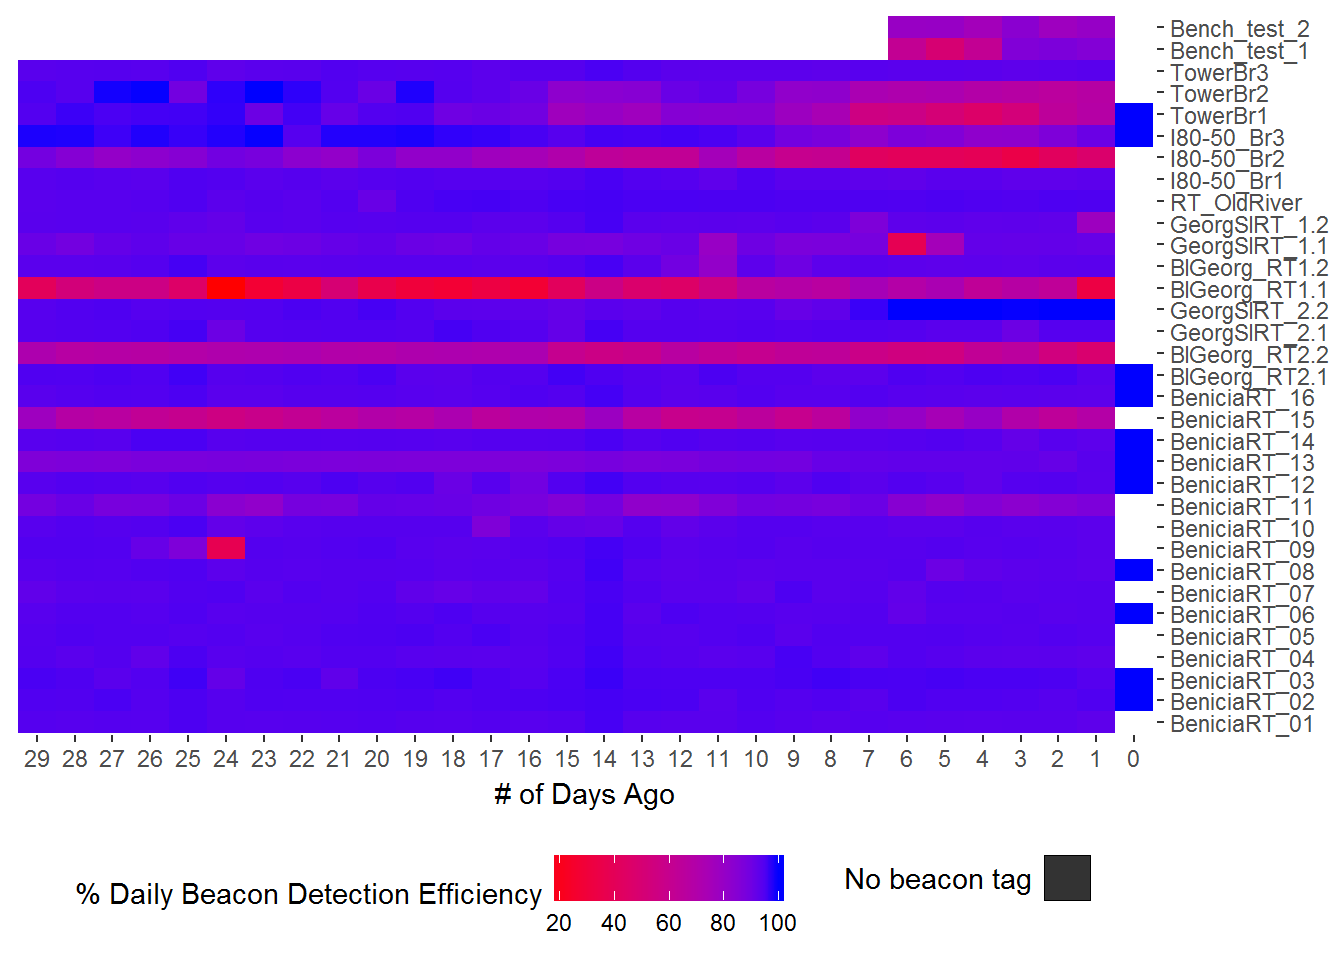 Bench_test_2
Bench_test_1
TowerBr3
TowerBr2
TowerBr1
I80-50_Br3
I80-50_Br2
I80-50_Br1
RT_OldRiver
GeorgSlRT_1.2
GeorgSlRT_1.1
BlGeorg_RT1.2
BlGeorg_RT1.1
GeorgSlRT_2.2
GeorgSlRT_2.1
BlGeorg_RT2.2
BlGeorg_RT2.1
BeniciaRT_16
BeniciaRT_15
BeniciaRT_14
BeniciaRT_13
BeniciaRT_12
BeniciaRT_11
BeniciaRT_10
BeniciaRT_09
BeniciaRT_08
BeniciaRT_07
BeniciaRT_06
BeniciaRT_05
BeniciaRT_04
BeniciaRT_03
BeniciaRT_02
BeniciaRT_01
29 28 27 26 25 24 23 22 21 20 19 18 17 16 15 14 13 12 11 10 9 8 7 6 5 4 3 2 1 0
# of Days Ago
% Daily Beacon Detection Efficiency
20 40 60 80 100
No beacon tag